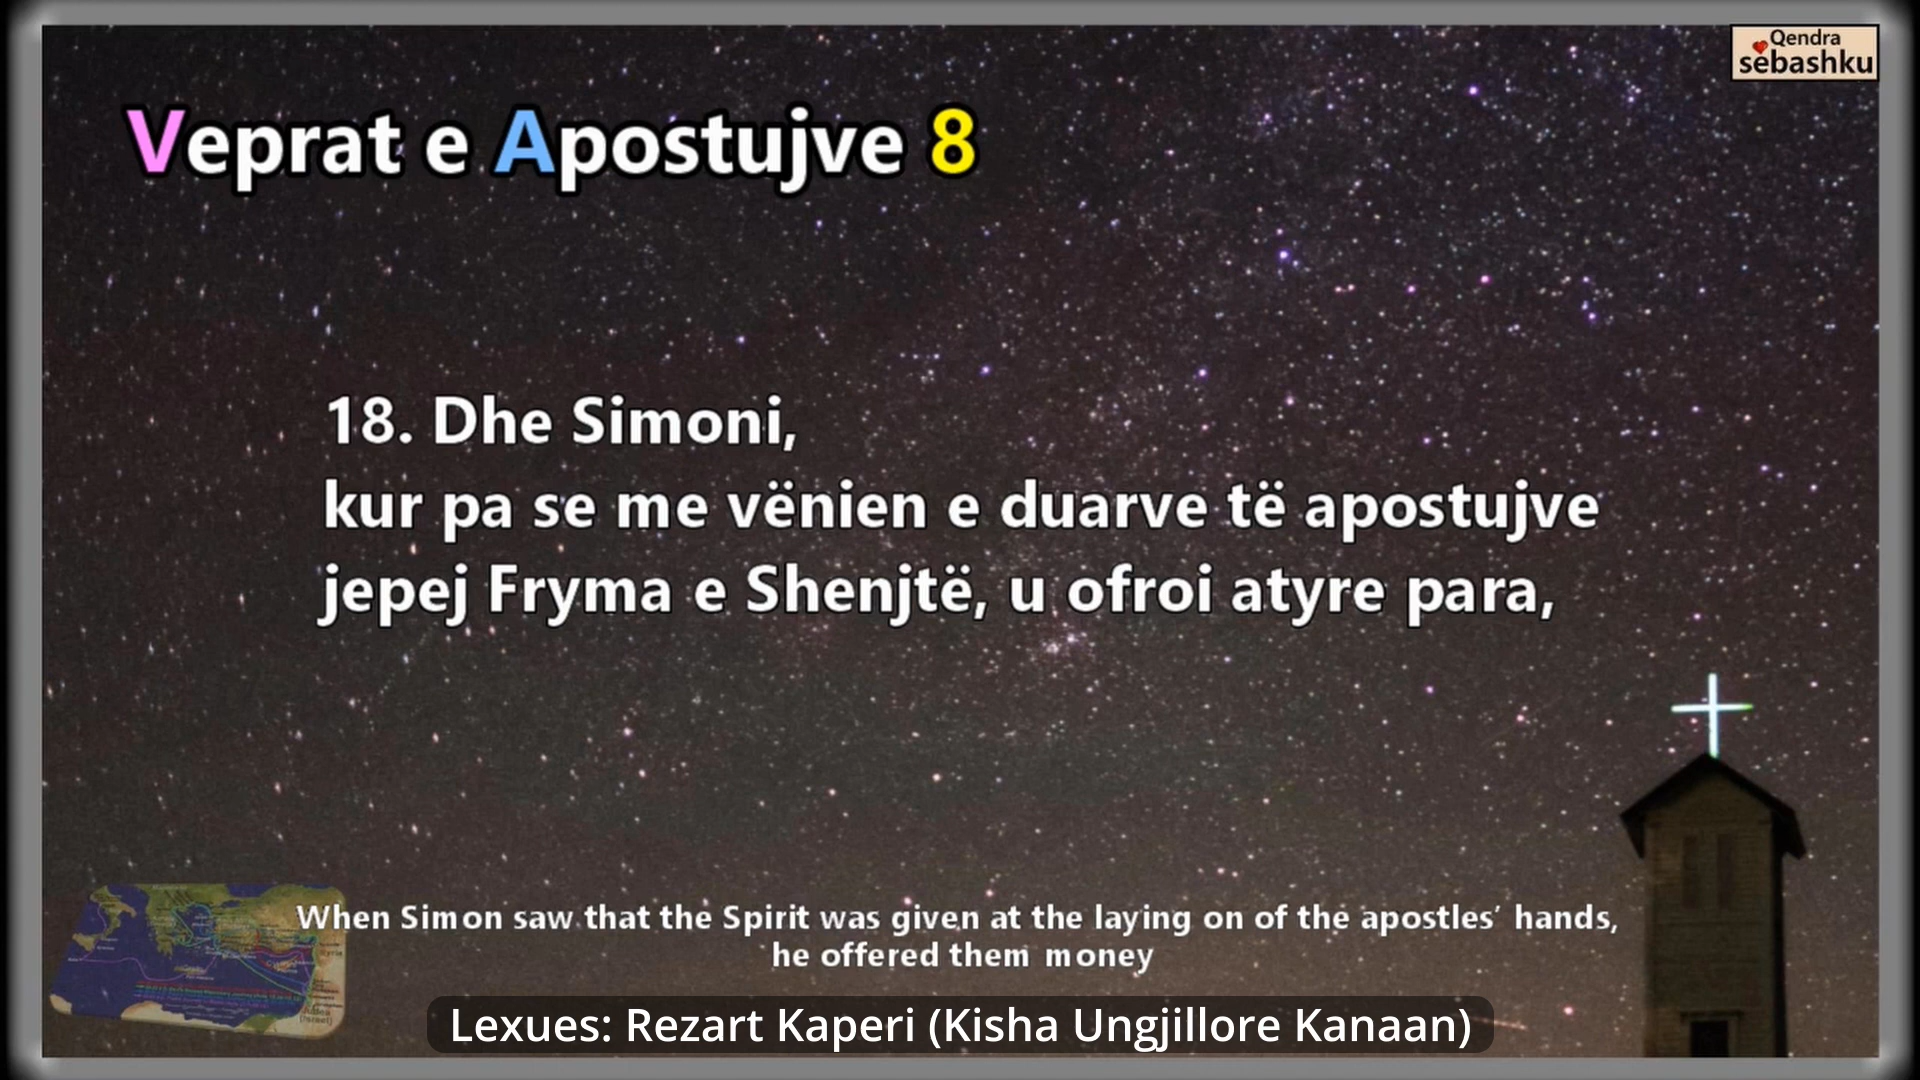 Qendra
sebashku
Veprat e Apostujve 8
18. Dhe Simoni,
kur pa se me vënien e duarve të apostujve
jepej Fryma e Shenjtë, u ofroi atyre para,
When Simon saw that the Spirit was given at the laying on of the apostles’ hands,
he offered them money
Lexues: Rezart Kaperi (Kisha Ungjillore Kanaan)